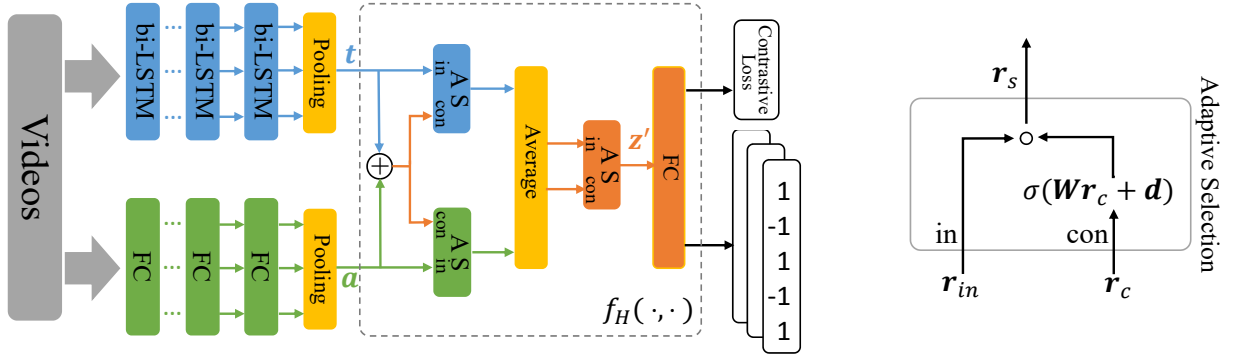 Videos
bi-LSTM
...
bi-LSTM
bi-LSTM
Pooling
t
FC
...
FC
FC
Pooling
a
+
in
A S
con
con
A S
in
Average
in
A S
con
z′
FC
f_H(·,·)
Contrastive
Loss
1
-1
1
-1
1
r_s
σ(Wr_c + d)
in
con
r_in
r_c
Adaptive Selection